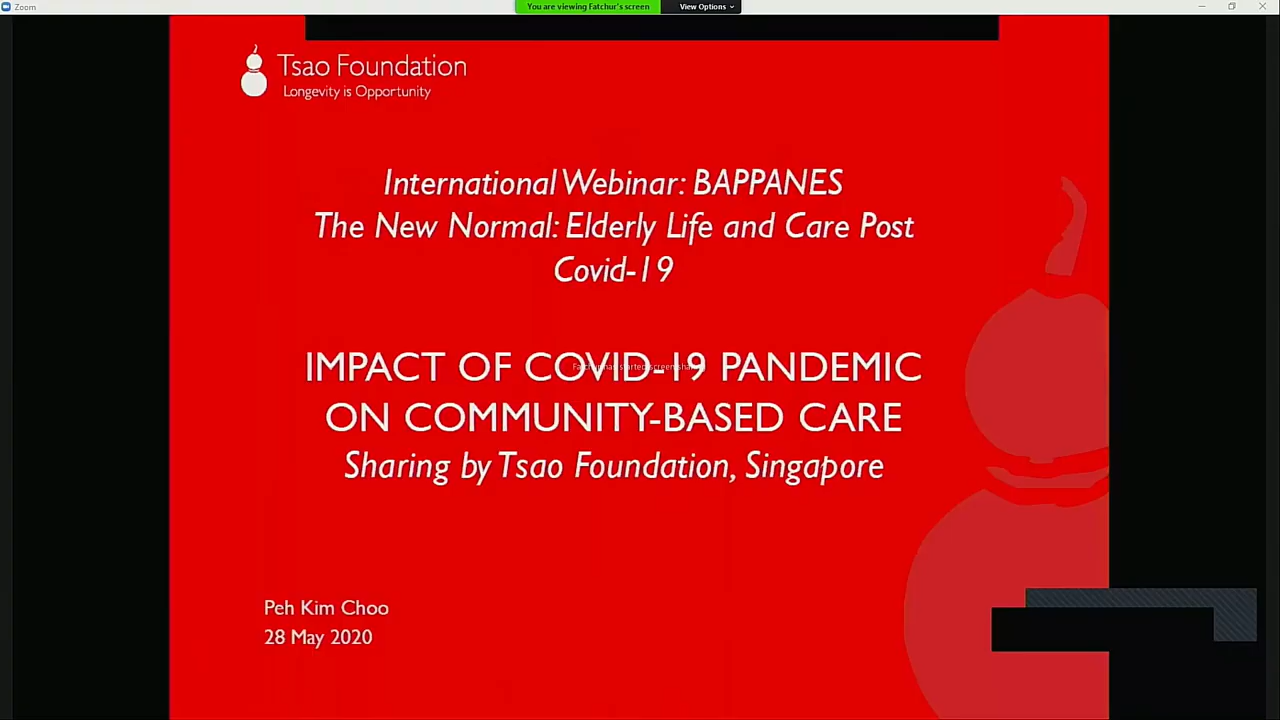 Zoom
You are viewing Fatchur's screen
View Options
Tsao Foundation
Longevity is Opportunity
International Webinar: BAPPANES
The New Normal: Elderly Life and Care Post
Covid-19
IMPACT OF COVID-19 PANDEMIC
ON COMMUNITY-BASED CARE
Sharing by Tsao Foundation, Singapore
Peh Kim Choo
28 May 2020